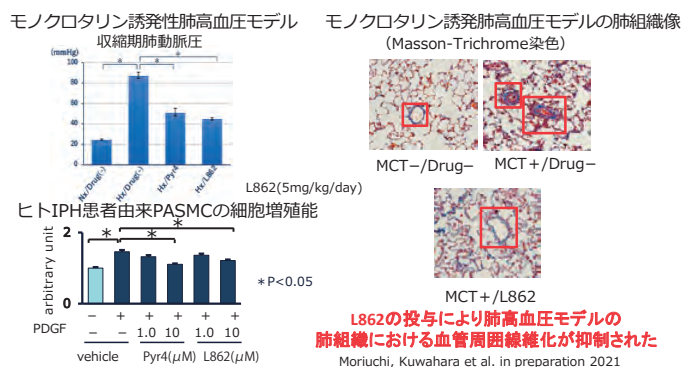 モノクロタリン誘発性肺高血圧モデル
収縮期肺動脈圧
(mmHg)
100
80
60
40
20
0
* * *
Nx/Drug(-)
Hx/Drug(-)
Hx/Pyr4
Hx/L862
L862(5mg/kg/day)
ヒトIPH患者由来PASMCの細胞増殖能
arbitrary unit
2
1
0
* * *
*P<0.05
− + + + + +
PDGF − − 1.0 10 1.0 10
vehicle Pyr4(μM) L862(μM)
モノクロタリン誘発肺高血圧モデルの肺組織像
(Masson-Trichrome染色)
MCT−/Drug−
MCT+/Drug−
MCT+/L862
L862の投与により肺高血圧モデルの
肺組織における血管周囲線維化が抑制された
Moriuchi, Kuwahara et al. in preparation 2021